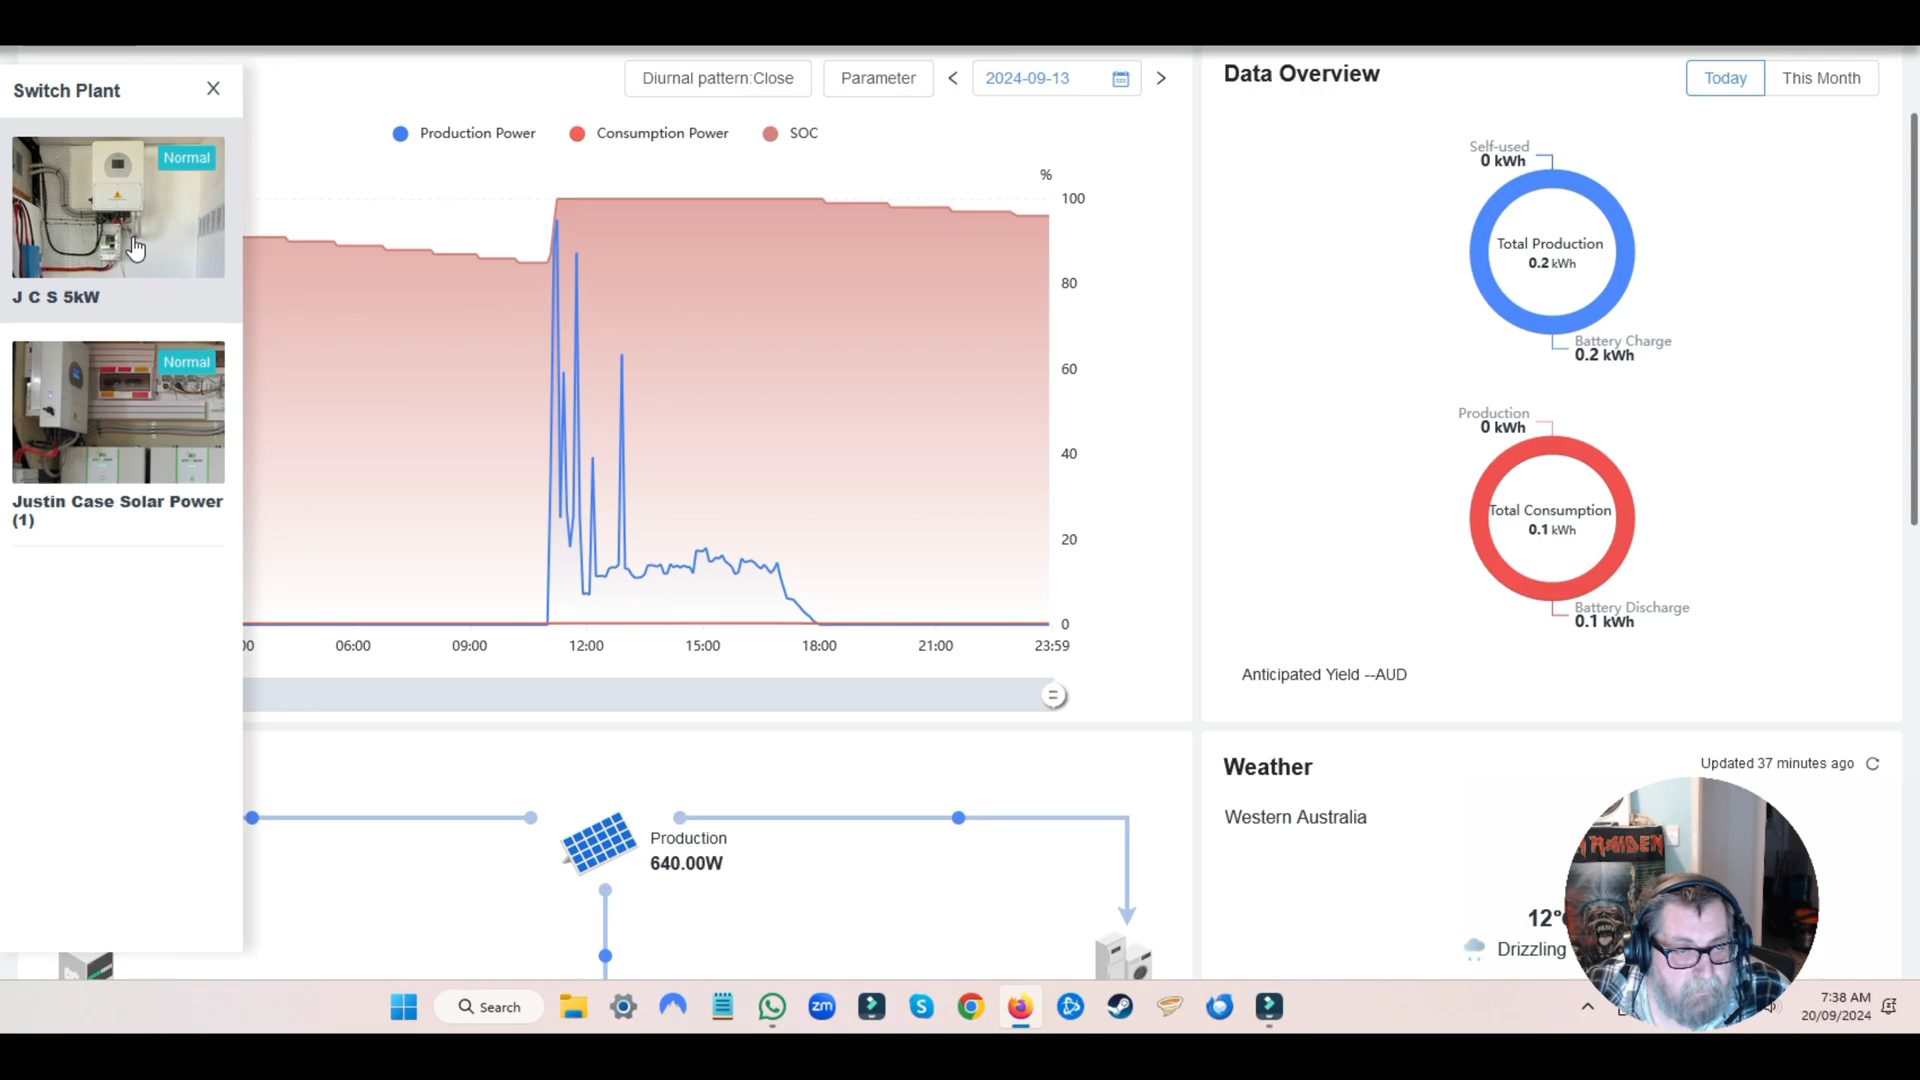 Switch Plant
Normal
J C S 5kW
Normal
Justin Case Solar Power
(1)
Diurnal pattern:Close
Parameter
2024-09-13
Production Power
Consumption Power
SOC
%
100
80
60
40
20
0
06:00
09:00
12:00
15:00
18:00
21:00
23:59
Production
640.00W
Data Overview
Today
This Month
Self-used
0 kWh
Total Production
0.2 kWh
Battery Charge
0.2 kWh
Production
0 kWh
Total Consumption
0.1 kWh
Battery Discharge
0.1 kWh
Anticipated Yield --AUD
Weather
Updated 37 minutes ago
Western Australia
12°
Drizzling
MAIDEN
Search
zm
7:38 AM
20/09/2024